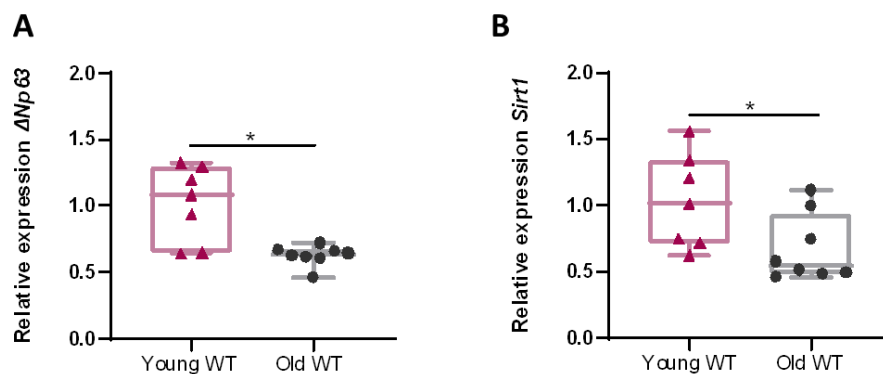 A
Relative expression ΔNp63
2.0
1.5
1.0
0.5
0.0
*
Young WT
Old WT
B
Relative expression Sirt1
2.0
1.5
1.0
0.5
0.0
*
Young WT
Old WT